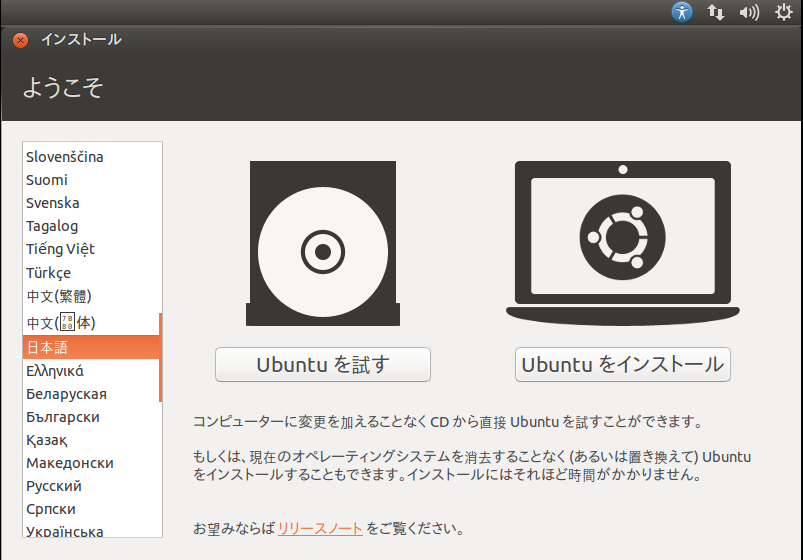 インストール
ようこそ
Slovenščina
Suomi
Svenska
Tagalog
Tiếng Việt
Türkçe
中文(繁體)
中文(体)
日本語
Ελληνικά
Беларуская
Български
Қазақ
Македонски
Русский
Српски
Українська
Ubuntu を試す
Ubuntu をインストール
コンピューターに変更を加えることなく CD から直接 Ubuntu を試すことができます。
もしくは、現在のオペレーティングシステムを消去することなく (あるいは置き換えて) Ubuntu
をインストールすることもできます。インストールにはそれほど時間がかかりません。
お望みならば リリースノート をご覧ください。